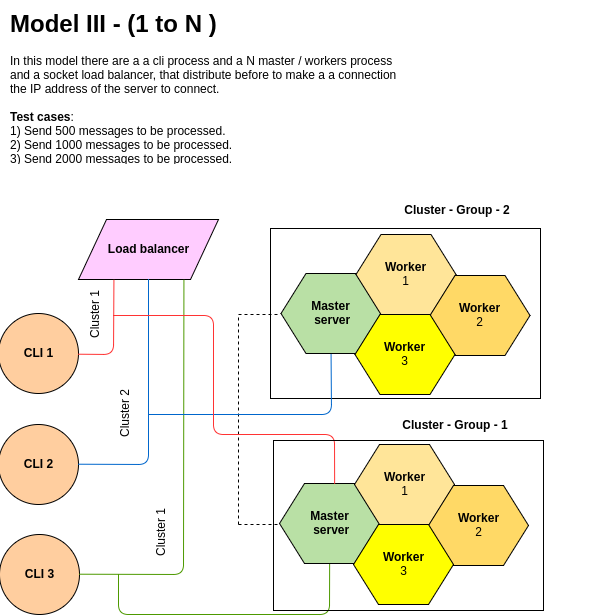 Model III - (1 to N )
In this model there are a a cli process and a N master / workers process
and a socket load balancer, that distribute before to make a a connection
the IP address of the server to connect.
Test cases:
1) Send 500 messages to be processed.
2) Send 1000 messages to be processed.
3) Send 2000 messages to be processed.
Cluster - Group - 2
Load balancer
Worker
1
Master
server
Worker
2
Worker
3
Cluster 1
CLI 1
Cluster 2
Cluster - Group - 1
CLI 2
Worker
1
Master
server
Worker
2
Worker
3
Cluster 1
CLI 3